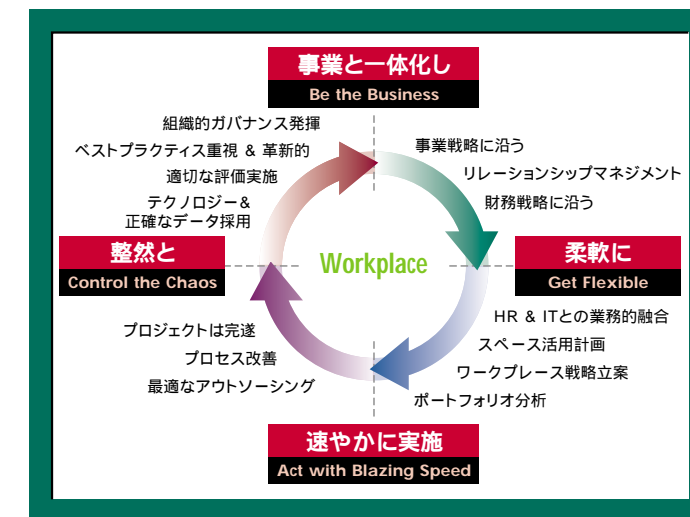 事業と一体化し
Be the Business
組織的ガバナンス発揮
ベストプラクティス重視 & 革新的
適切な評価実施
テクノロジー&
正確なデータ採用
事業戦略に沿う
リレーションシップマネジメント
財務戦略に沿う
整然と
Control the Chaos
Workplace
柔軟に
Get Flexible
プロジェクトは完遂
プロセス改善
最適なアウトソーシング
HR & ITとの業務的融合
スペース活用計画
ワークプレース戦略立案
ポートフォリオ分析
速やかに実施
Act with Blazing Speed